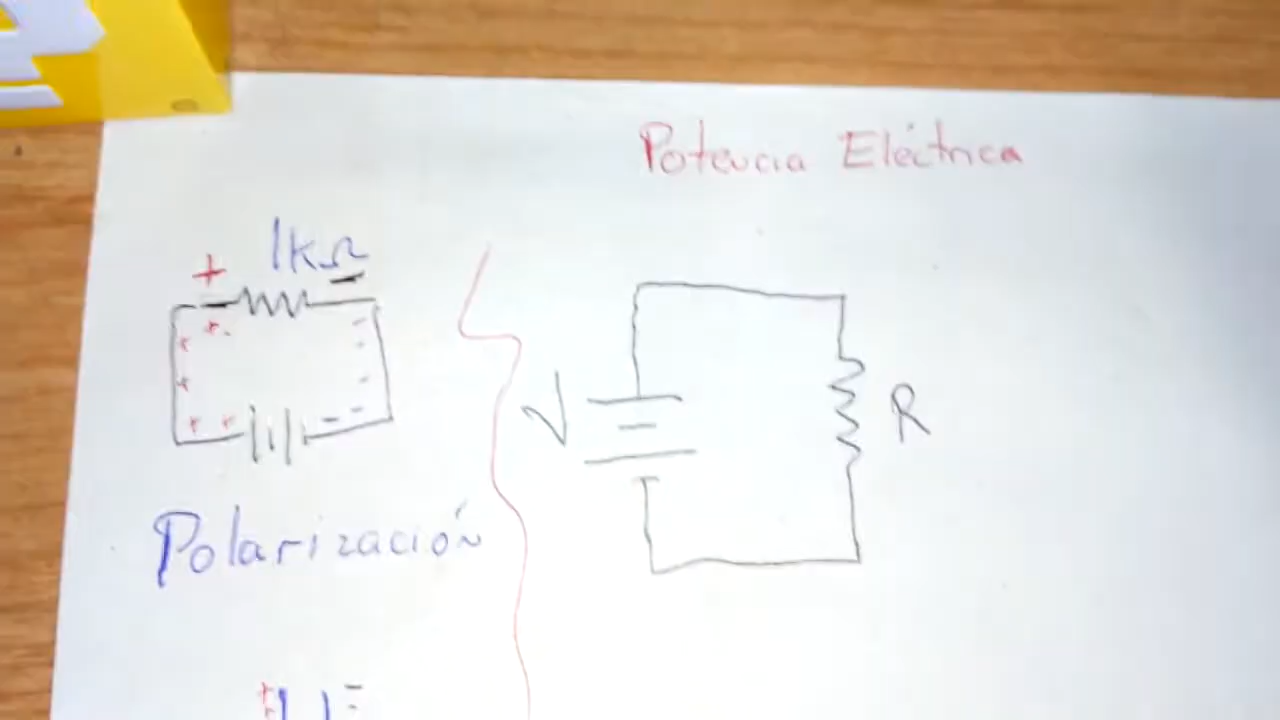 Potencia Eléctrica
+ 1kΩ -
V
R
Polarización
+ -